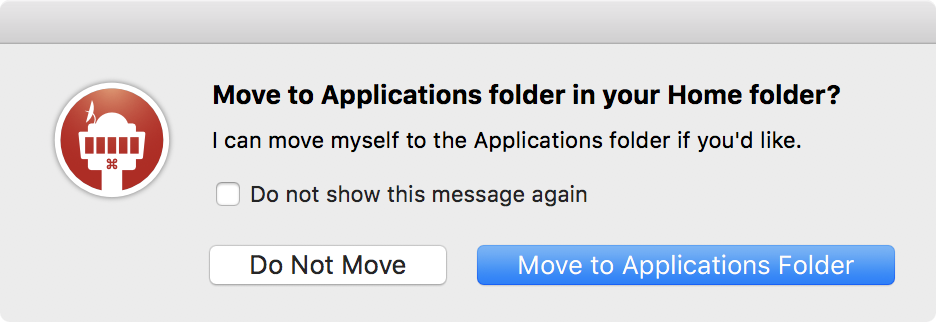 Move to Applications folder in your Home folder?
I can move myself to the Applications folder if you'd like.
Do not show this message again
Do Not Move
Move to Applications Folder